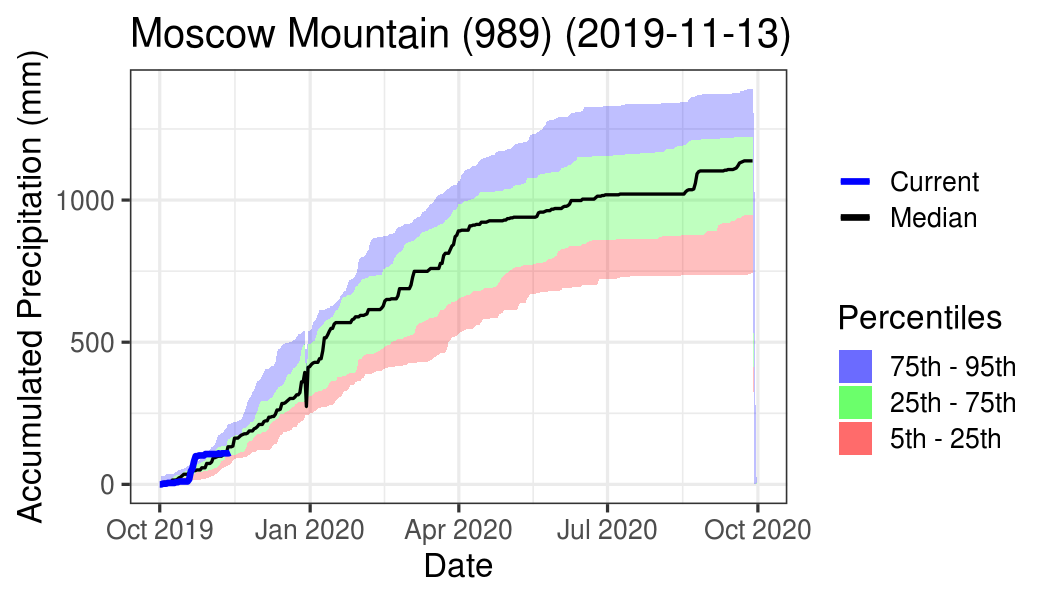 Moscow Mountain (989) (2019-11-13)
Accumulated Precipitation (mm)
1000
500
0
Oct 2019
Jan 2020
Apr 2020
Jul 2020
Oct 2020
Date
Current
Median
Percentiles
75th - 95th
25th - 75th
5th - 25th